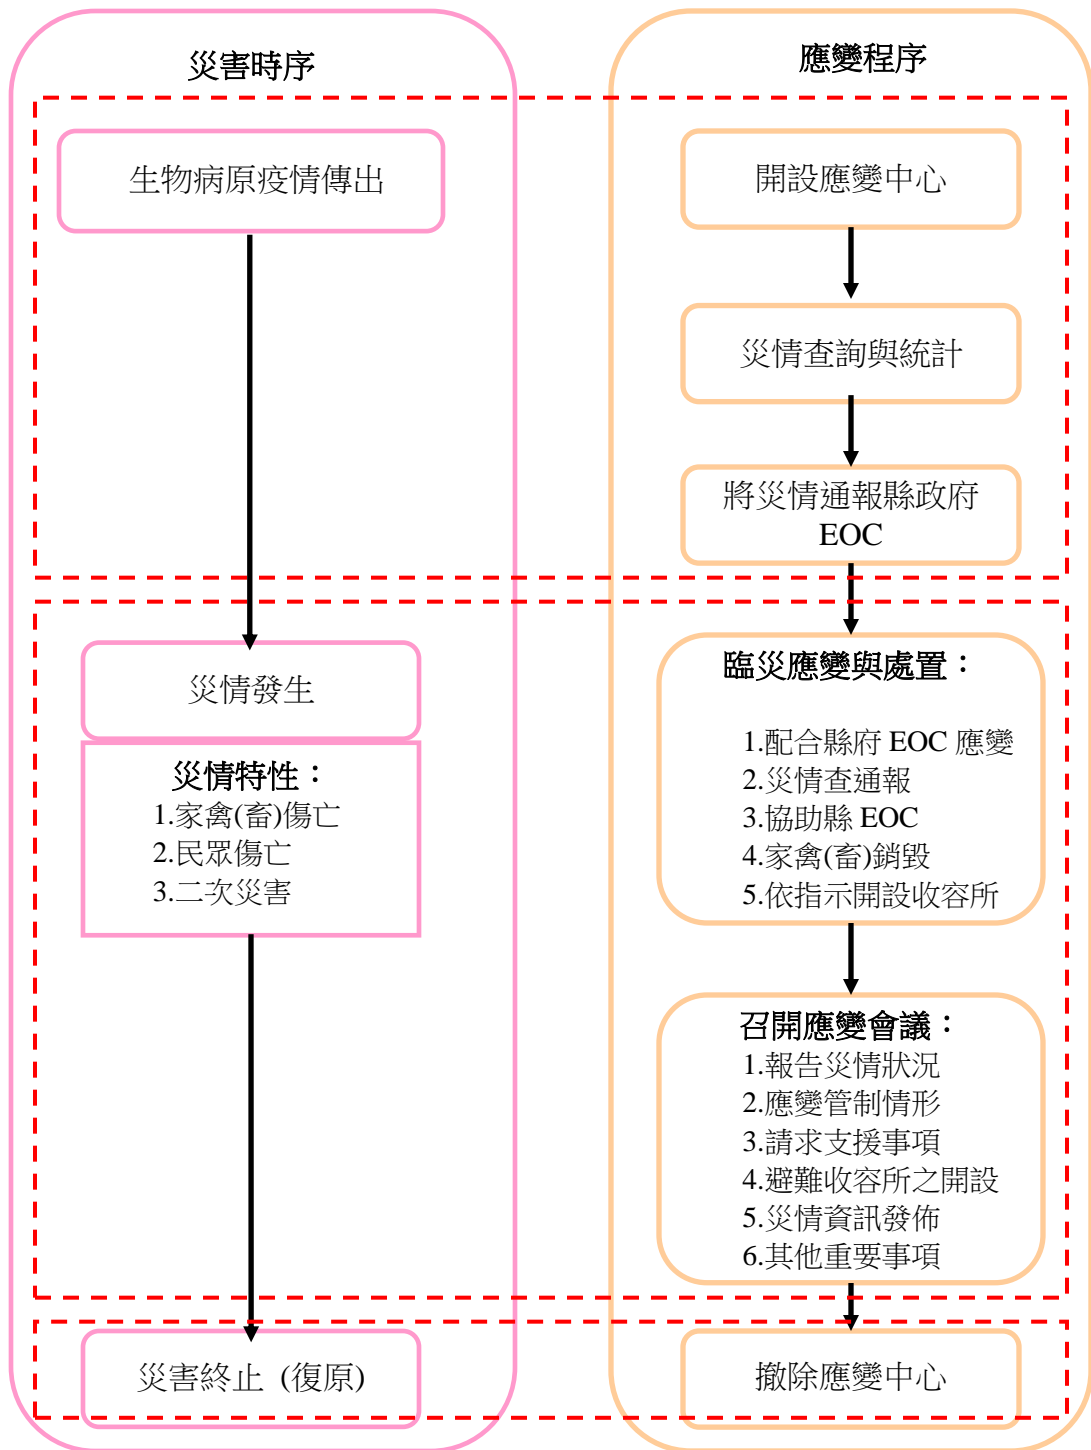 災害時序
生物病原疫情傳出
災情發生
災情特性：
1.家禽(畜)傷亡
2.民眾傷亡
3.二次災害
災害終止 (復原)
應變程序
開設應變中心
災情查詢與統計
將災情通報縣政府
EOC
臨災應變與處置：
1.配合縣府 EOC 應變
2.災情查通報
3.協助縣 EOC
4.家禽(畜)銷毀
5.依指示開設收容所
召開應變會議：
1.報告災情狀況
2.應變管制情形
3.請求支援事項
4.避難收容所之開設
5.災情資訊發佈
6.其他重要事項
撤除應變中心